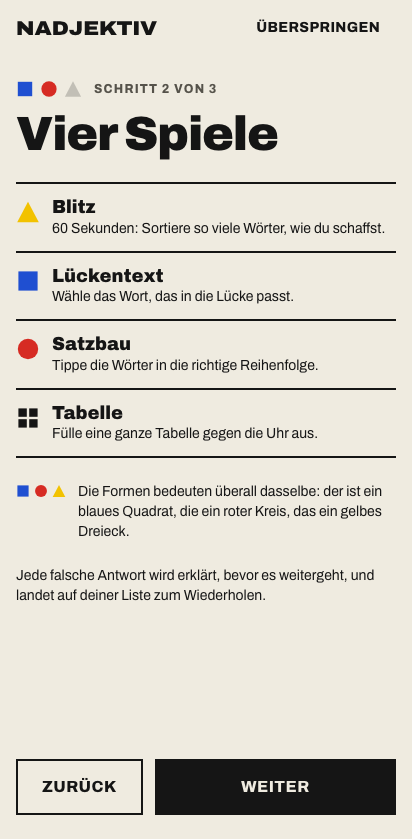 NADJEKTIV
ÜBERSPRINGEN
SCHRITT 2 VON 3
Vier Spiele
Blitz
60 Sekunden: Sortiere so viele Wörter, wie du schaffst.
Lückentext
Wähle das Wort, das in die Lücke passt.
Satzbau
Tippe die Wörter in die richtige Reihenfolge.
Tabelle
Fülle eine ganze Tabelle gegen die Uhr aus.
Die Formen bedeuten überall dasselbe: der ist ein
blaues Quadrat, die ein roter Kreis, das ein gelbes
Dreieck.
Jede falsche Antwort wird erklärt, bevor es weitergeht, und
landet auf deiner Liste zum Wiederholen.
ZURÜCK
WEITER